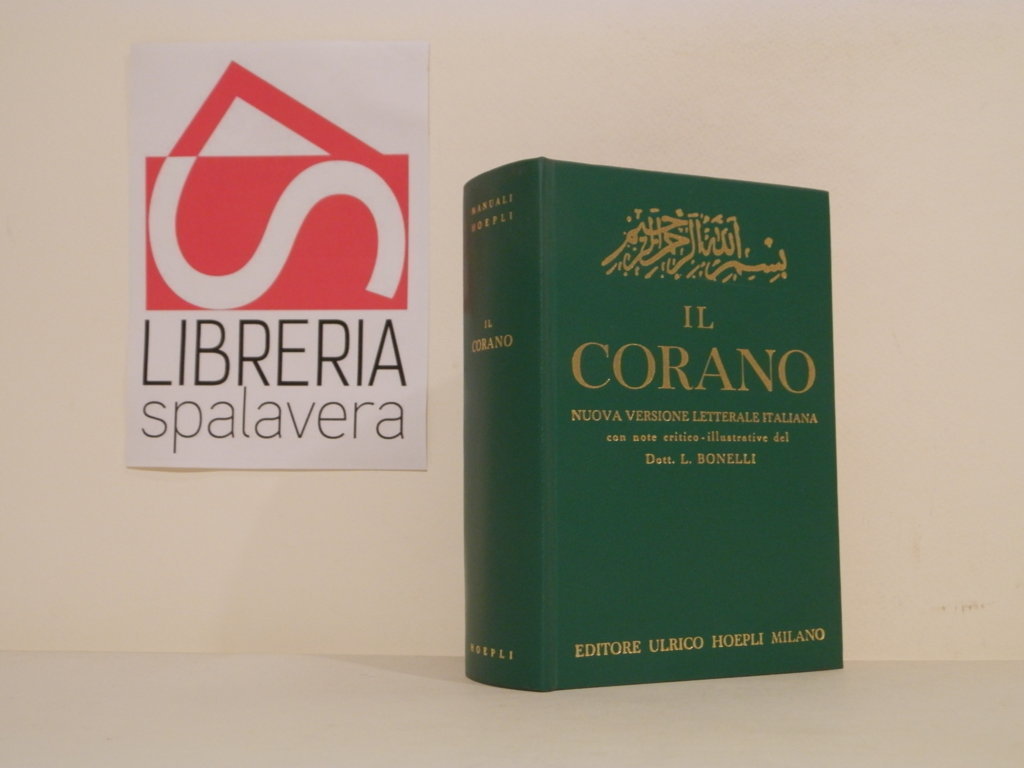 LIBRERIA
spalavera
MANUALI
HOEPLI
IL
CORANO
HOEPLI
بسم الله الرحمن الرحيم
IL
CORANO
NUOVA VERSIONE LETTERALE ITALIANA
con note critico-illustrative del
Dott. L. BONELLI
EDITORE ULRICO HOEPLI MILANO